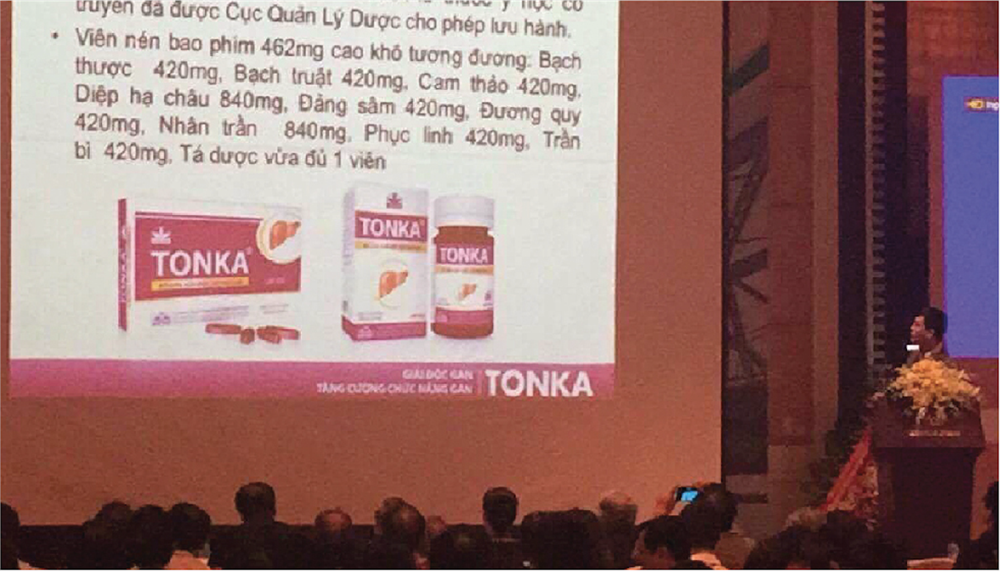 truyền đã được Cục Quản Lý Dược cho phép lưu hành.
• Viên nén bao phim 462mg cao khô tương đương: Bạch
thược 420mg, Bạch truật 420mg, Cam thảo 420mg,
Diệp hạ châu 840mg, Đảng sâm 420mg, Đương quy
420mg, Nhân trần 840mg, Phục linh 420mg, Trần
bì 420mg, Tá dược vừa đủ 1 viên
TONKA
TONKA®
TONKA®
TONKA
GIẢI ĐỘC GAN
TĂNG CƯỜNG CHỨC NĂNG GAN
TONKA